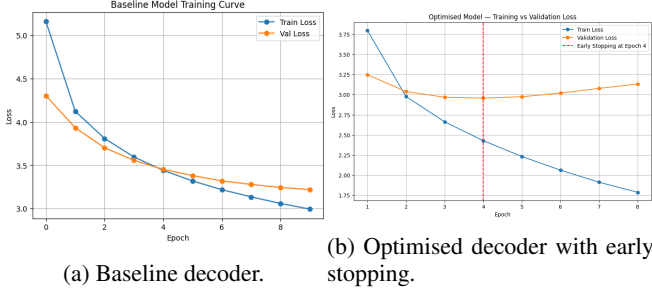 Baseline Model Training Curve
Train Loss
Val Loss
5.0
4.5
4.0
3.5
3.0
Loss
0 2 4 6 8
Epoch
(a) Baseline decoder.
Optimised Model — Training vs Validation Loss
Train Loss
Validation Loss
Early Stopping at Epoch 4
3.75
3.50
3.25
3.00
2.75
2.50
2.25
2.00
1.75
Loss
1 2 3 4 5 6 7 8
Epoch
(b) Optimised decoder with early
stopping.